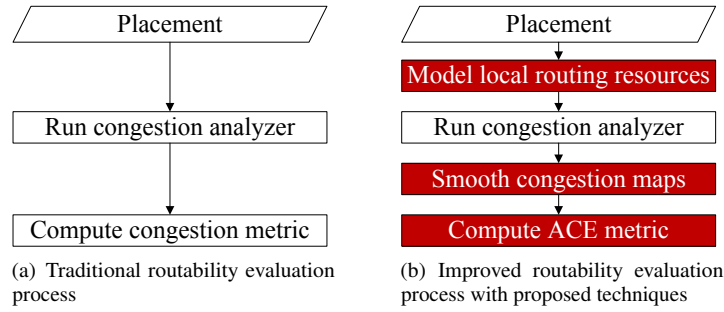 Placement
Run congestion analyzer
Compute congestion metric
(a) Traditional routability evaluation
process
Placement
Model local routing resources
Run congestion analyzer
Smooth congestion maps
Compute ACE metric
(b) Improved routability evaluation
process with proposed techniques